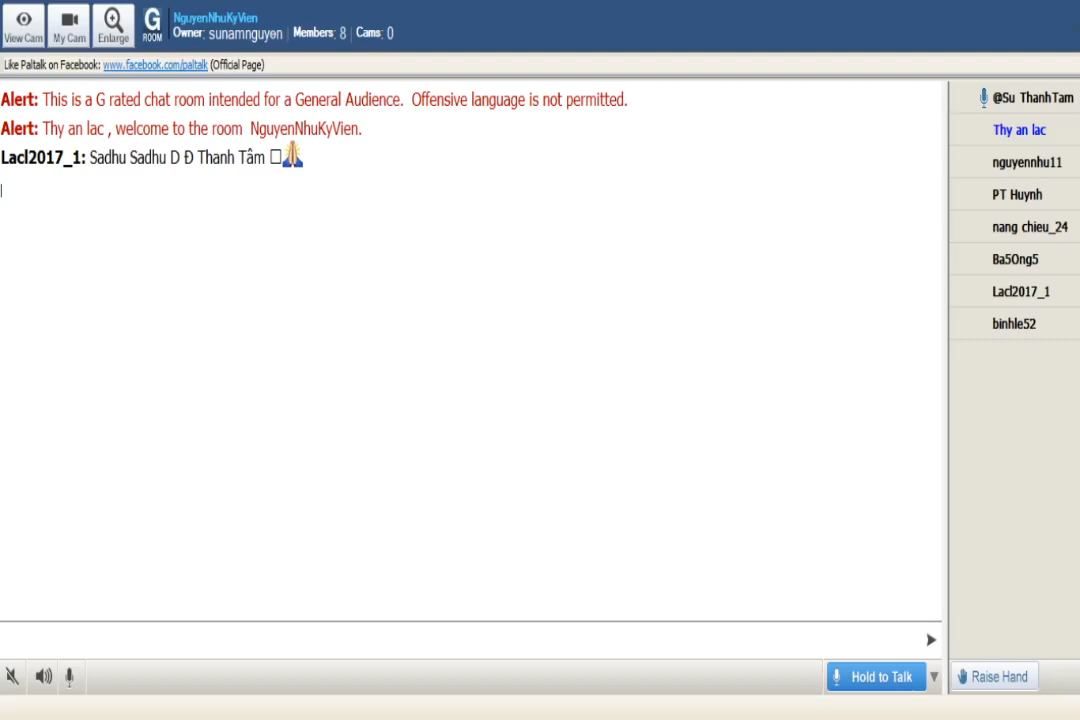 View Cam
My Cam
Enlarge
G
ROOM
NguyenNhuKyVien
Owner: sunamnguyen | Members: 8 | Cams: 0
Like Paltalk on Facebook: www.facebook.com/paltalk (Official Page)
Alert: This is a G rated chat room intended for a General Audience. Offensive language is not permitted.
Alert: Thy an lac , welcome to the room NguyenNhuKyVien.
Lacl2017_1: Sadhu Sadhu D Đ Thanh Tâm
@Su ThanhTam
Thy an lac
nguyennhu11
PT Huynh
nang chieu_24
Ba5Ong5
Lacl2017_1
binhle52
Hold to Talk
Raise Hand